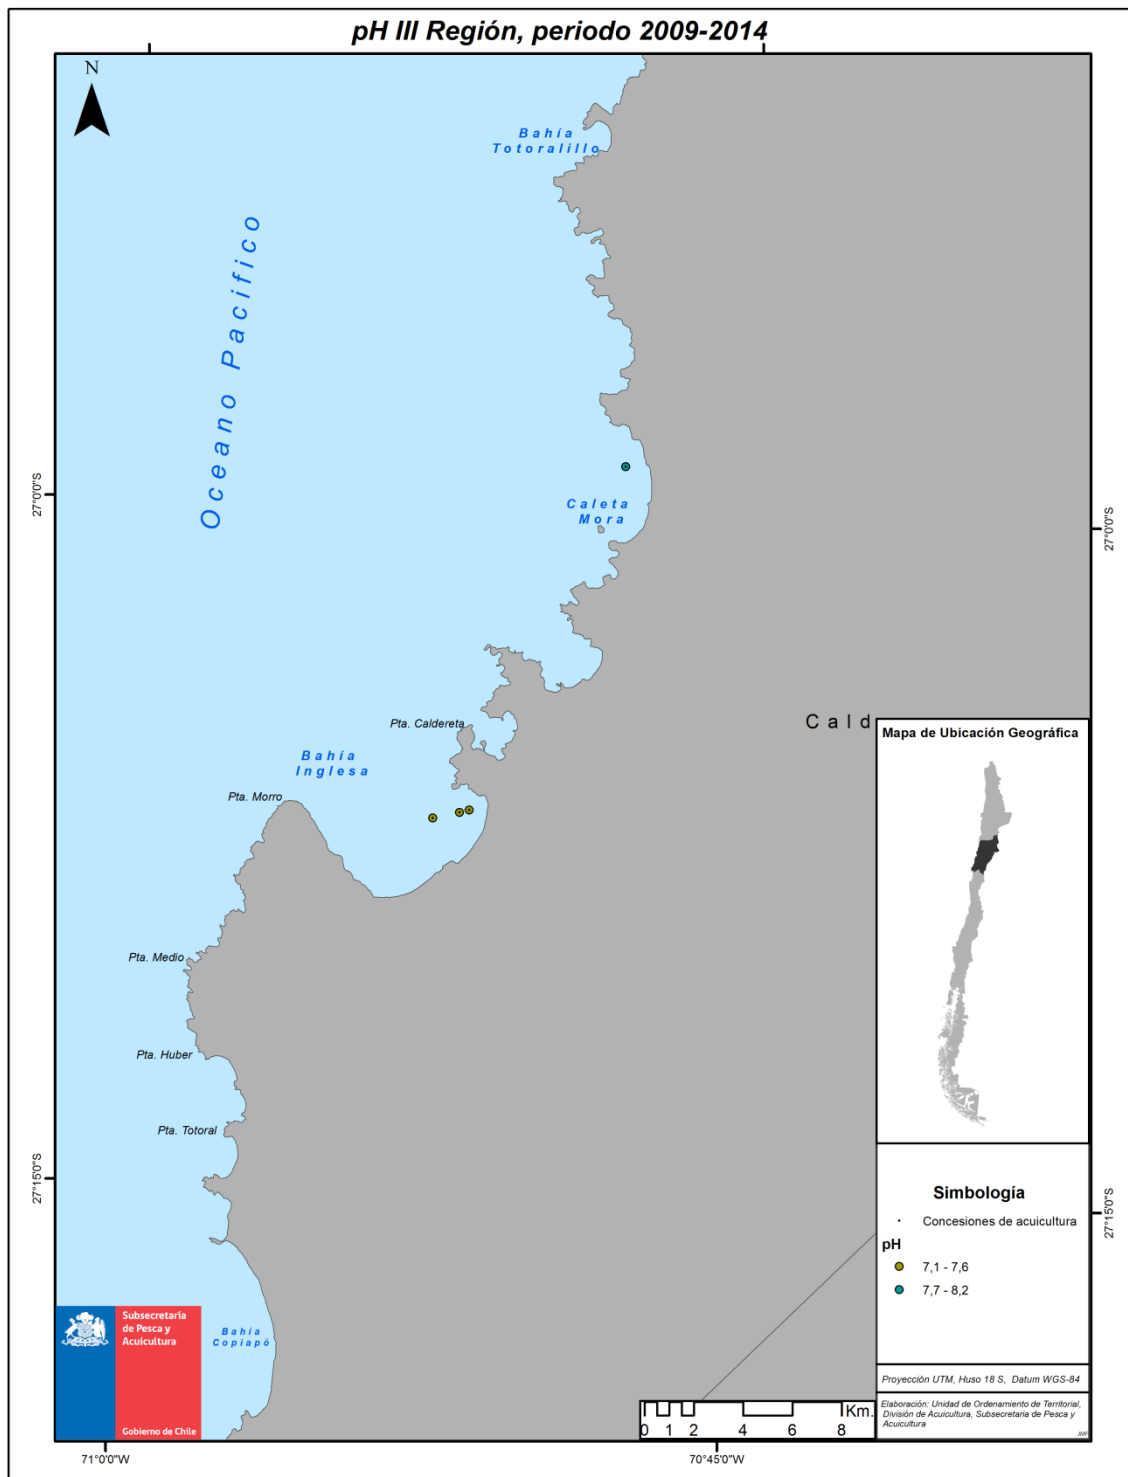 pH III Región, periodo 2009-2014
N
Bahía
Totoralillo
Oceano Pacifico
27°0'0"S
Caleta
Mora
27°0'0"S
Pta. Caldereta
Cald
Bahía
Inglesa
Pta. Morro
Mapa de Ubicación Geográfica
Pta. Medio
Pta. Huber
Pta. Totoral
27°15'0"S
27°15'0"S
Simbología
Concesiones de acuicultura
pH
7,1 - 7,6
7,7 - 8,2
Subsecretaría
de Pesca y
Acuicultura
Gobierno de Chile
Bahía
Copiapó
Proyección UTM, Huso 18 S, Datum WGS-84
Elaboración: Unidad de Ordenamiento de Territorial,
División de Acuicultura, Subsecretaria de Pesca y
Acuicultura
Km.
0 1 2 4 6 8
71°0'0"W
70°45'0"W